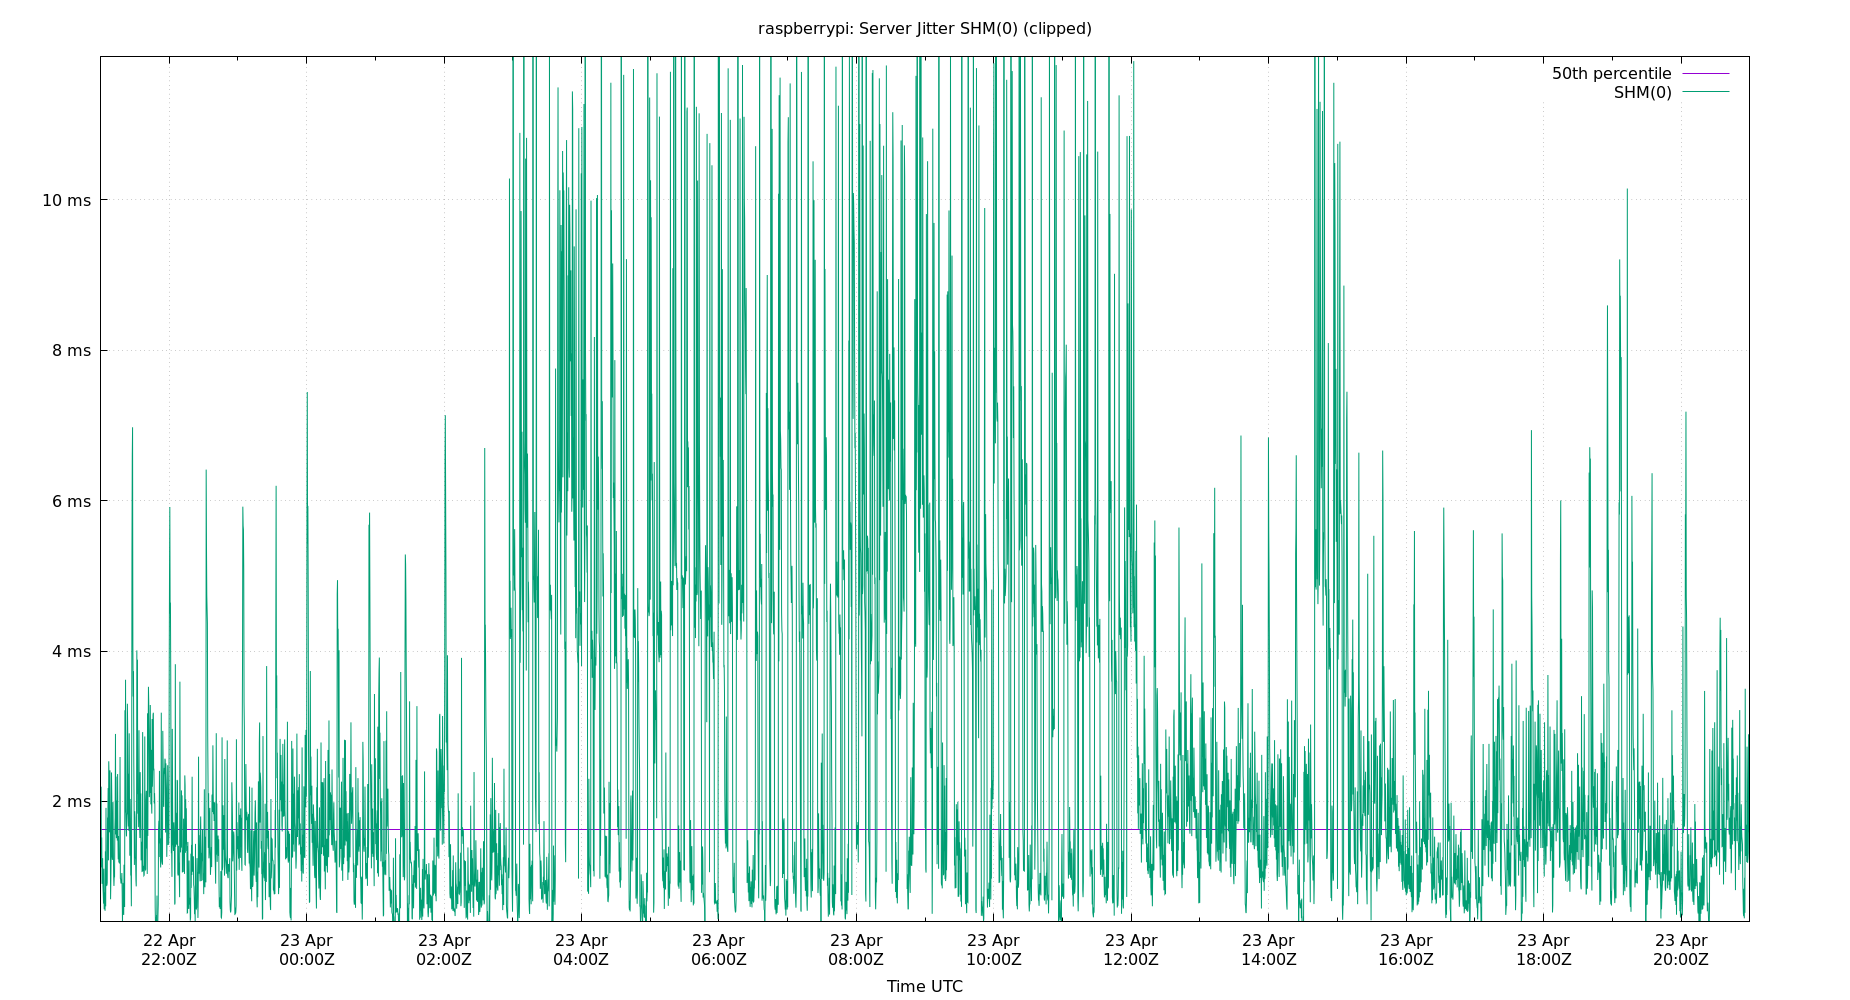 raspberrypi: Server Jitter SHM(0) (clipped)
50th percentile
SHM(0)
10 ms
8 ms
6 ms
4 ms
2 ms
22 Apr 23 Apr 23 Apr 23 Apr 23 Apr 23 Apr 23 Apr 23 Apr 23 Apr 23 Apr 23 Apr 23 Apr
22:00Z 00:00Z 02:00Z 04:00Z 06:00Z 08:00Z 10:00Z 12:00Z 14:00Z 16:00Z 18:00Z 20:00Z
Time UTC